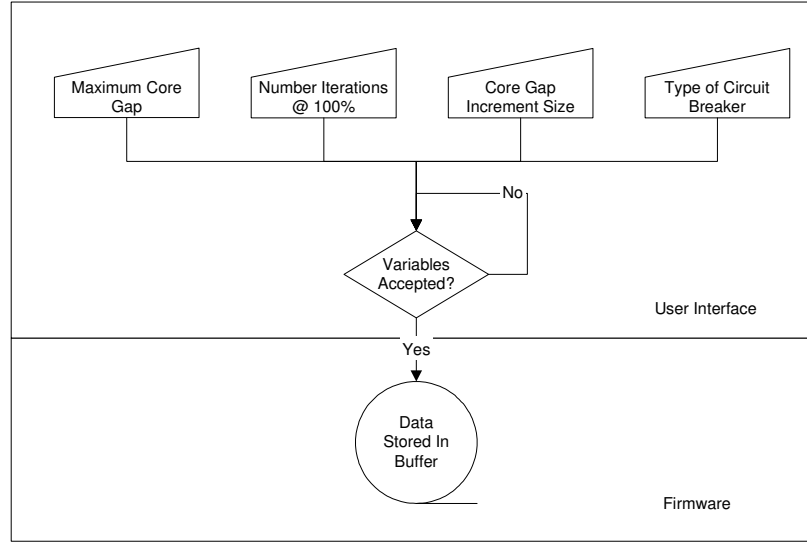 Maximum Core
Gap
Number Iterations
@ 100%
Core Gap
Increment Size
Type of Circuit
Breaker
No
Variables
Accepted?
User Interface
Yes
Data
Stored In
Buffer
Firmware